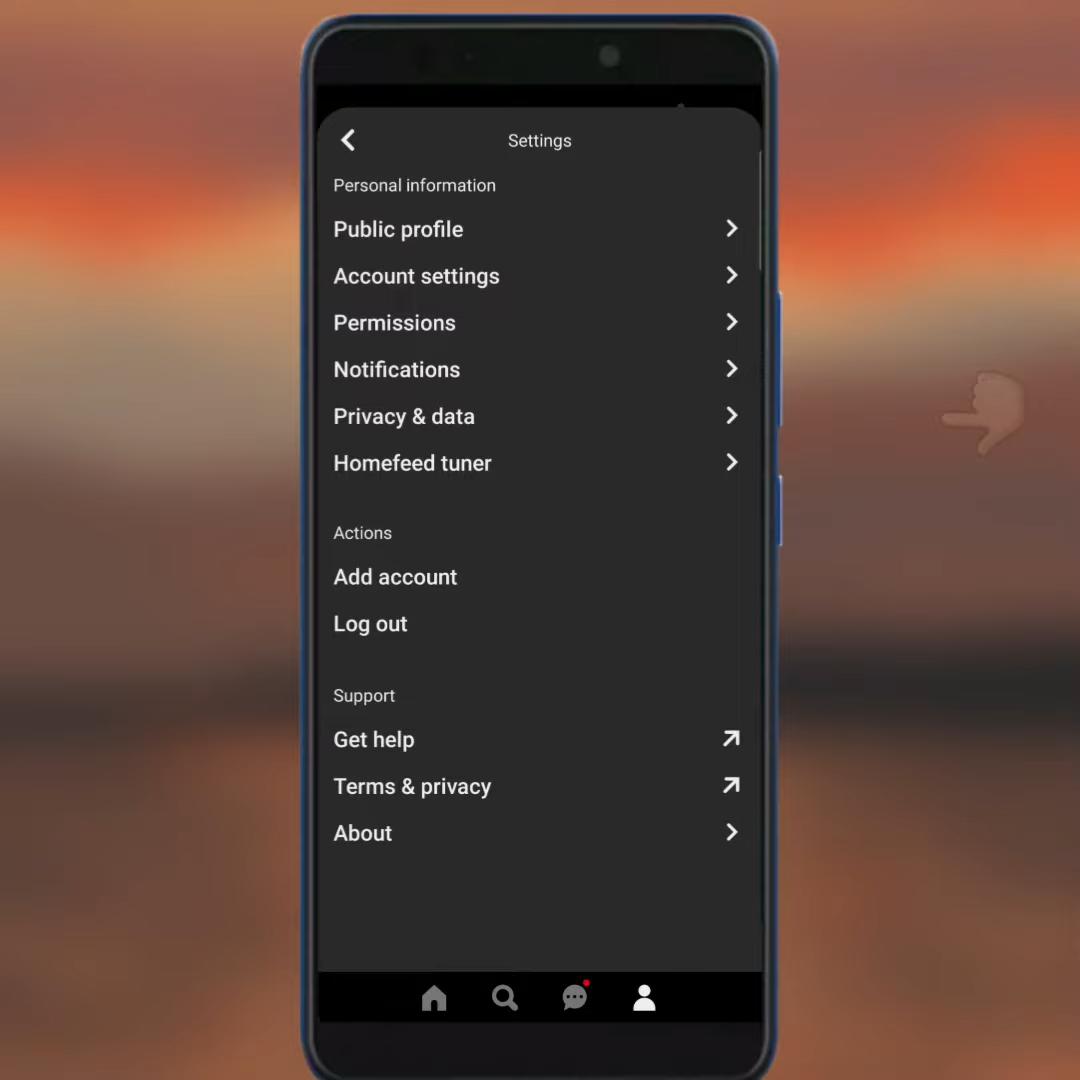 Settings
Personal information
Public profile
Account settings
Permissions
Notifications
Privacy & data
Homefeed tuner
Actions
Add account
Log out
Support
Get help
Terms & privacy
About